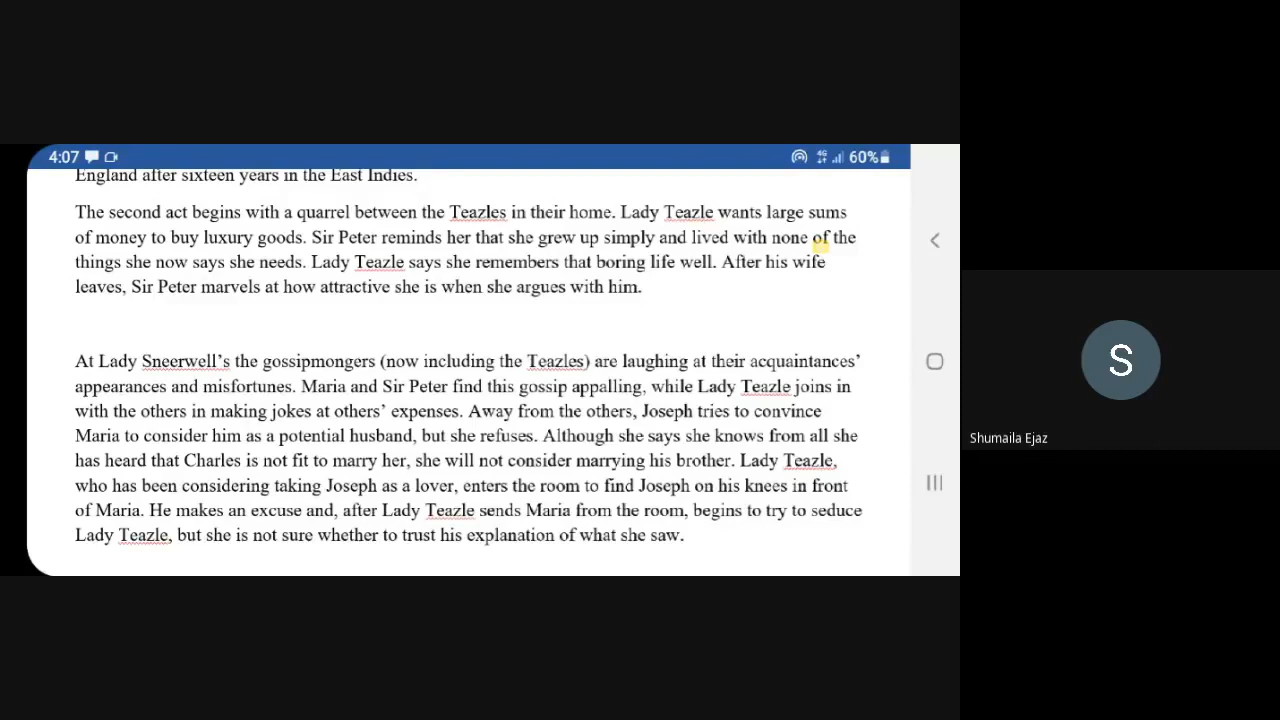 4:07
4G
60%
England after sixteen years in the East Indies.
The second act begins with a quarrel between the Teazles in their home. Lady Teazle wants large sums
of money to buy luxury goods. Sir Peter reminds her that she grew up simply and lived with none of the
things she now says she needs. Lady Teazle says she remembers that boring life well. After his wife
leaves, Sir Peter marvels at how attractive she is when she argues with him.
At Lady Sneerwell’s the gossipmongers (now including the Teazles) are laughing at their acquaintances’
appearances and misfortunes. Maria and Sir Peter find this gossip appalling, while Lady Teazle joins in
with the others in making jokes at others’ expenses. Away from the others, Joseph tries to convince
Maria to consider him as a potential husband, but she refuses. Although she says she knows from all she
has heard that Charles is not fit to marry her, she will not consider marrying his brother. Lady Teazle,
who has been considering taking Joseph as a lover, enters the room to find Joseph on his knees in front
of Maria. He makes an excuse and, after Lady Teazle sends Maria from the room, begins to try to seduce
Lady Teazle, but she is not sure whether to trust his explanation of what she saw.
S
Shumaila Ejaz